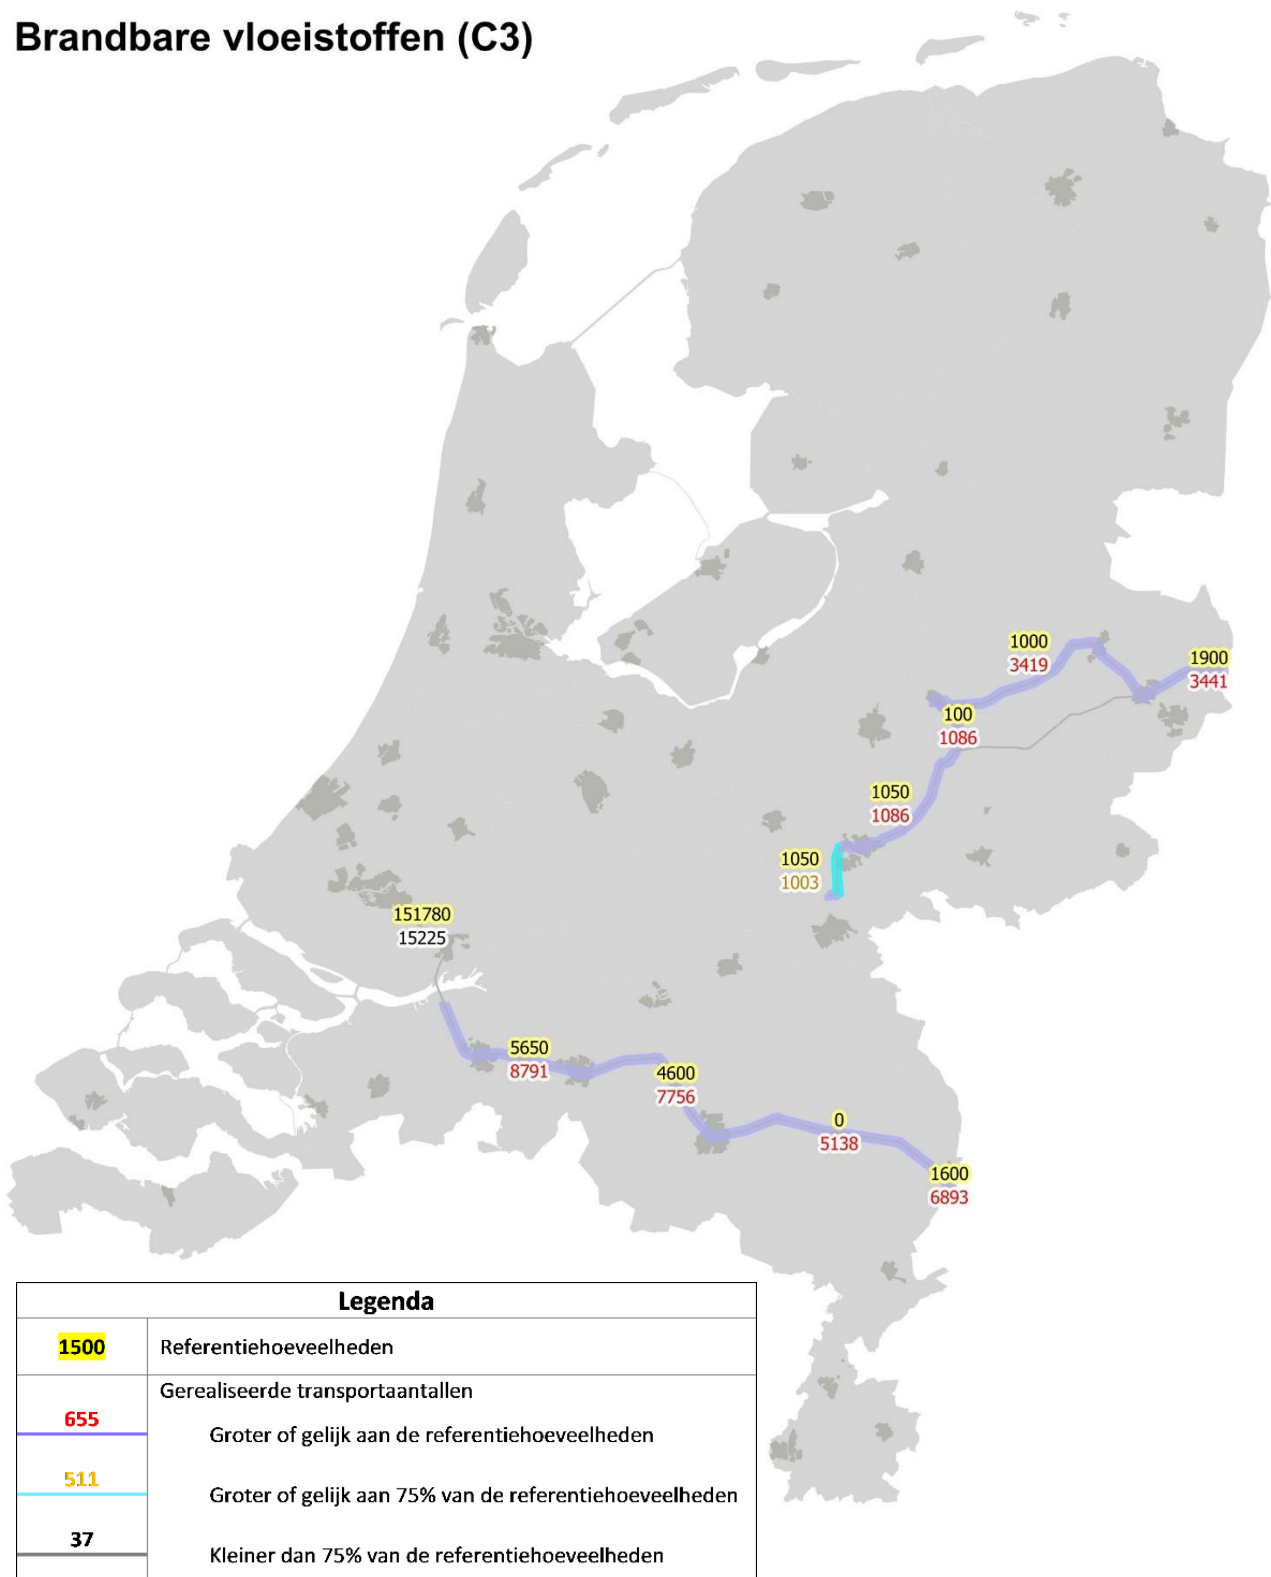 Brandbare vloeistoffen (C3)
1000
3419
1900
3441
100
1086
1050
1086
1050
1003
151780
15225
5650
8791
4600
7756
0
5138
1600
6893
Legenda
1500 Referentiehoeveelheden
Gerealiseerde transportaantallen
655 Groter of gelijk aan de referentiehoeveelheden
511 Groter of gelijk aan 75% van de referentiehoeveelheden
37 Kleiner dan 75% van de referentiehoeveelheden